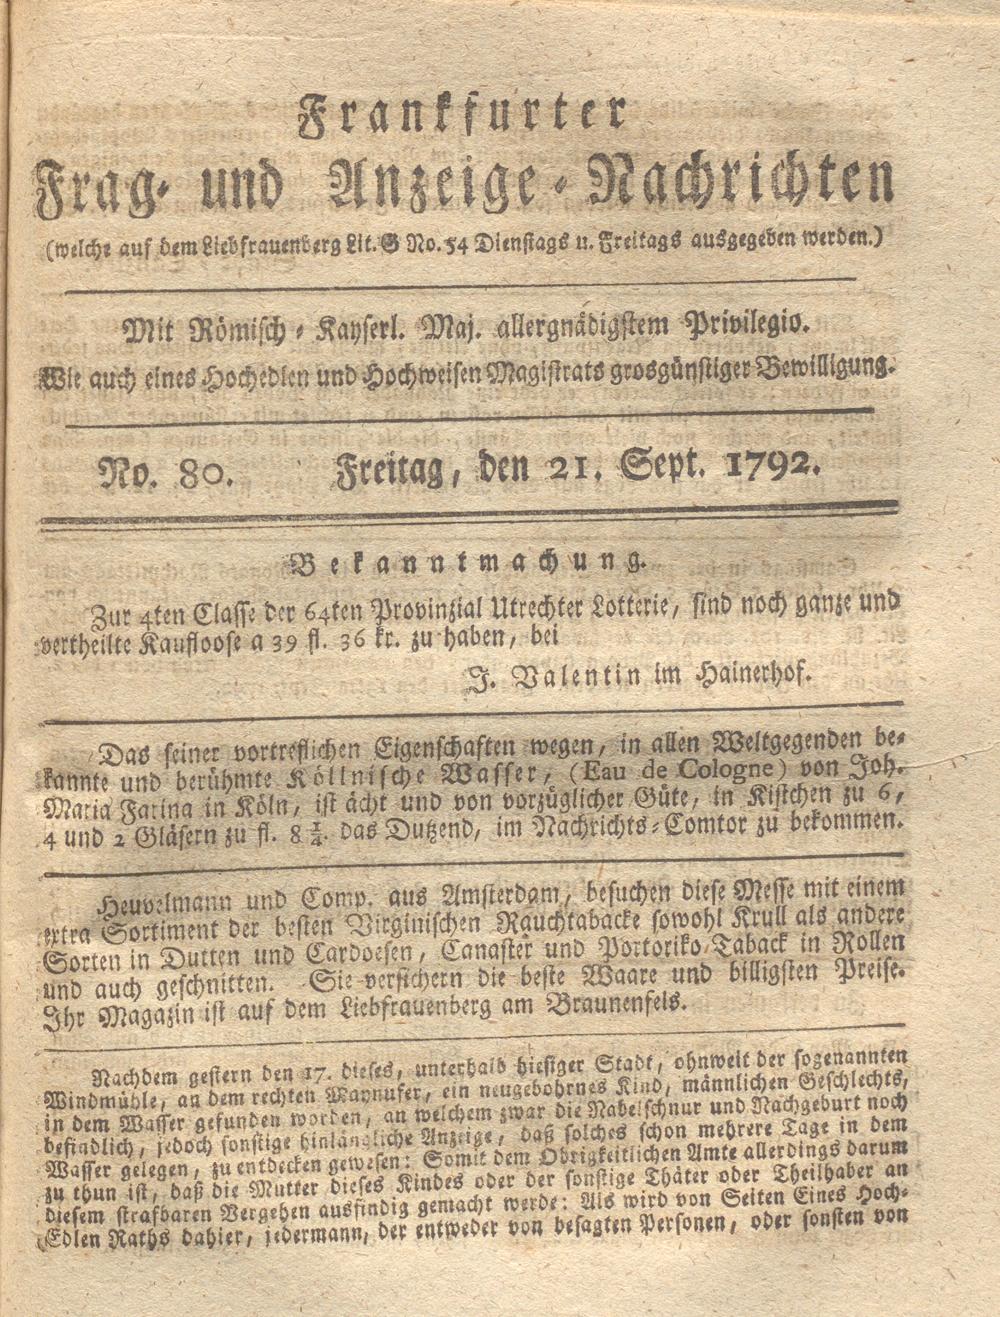 Frankfurter
Frag- und Anzeige-Nachrichten
(welche auf dem Liebfrauenberg Lit. G No. 54 Dienstags u. Freitags ausgegeben werden.)
Mit Römisch-Kayserl. Maj. allergnädigstem Privilegio.
Wie auch eines Hochedlen und Hochweisen Magistrats grosgünstiger Bewilligung.
No. 80. Freitag, den 21. Sept. 1792.
Bekanntmachung.
Zur 4ten Classe der 64ten Provinzial Utrechter Lotterie, sind noch ganze und
vertheilte Kaufloose a 39 fl. 36 kr. zu haben, bei
J. Valentin im Hainerhof.
Das seiner vortreflichen Eigenschaften wegen, in allen Weltgegenden be-
kannte und berühmte Köllnische Wasser, (Eau de Cologne) von Joh.
Maria Farina in Köln, ist ächt und von vorzüglicher Güte, in Kistchen zu 6,
4 und 2 Gläsern zu fl. 8 1/4. das Dutzend, im Nachrichts-Comtor zu bekommen.
Heuvelmann und Comp. aus Amsterdam, besuchen diese Messe mit einem
extra Sortiment der besten Virginischen Rauchtabacke sowohl Krull als andere
Sorten in Dutten und Cardoesen, Canaster und Portoriko Taback in Rollen
und auch geschnitten. Sie versichern die beste Waare und billigsten Preise.
Ihr Magazin ist auf dem Liebfrauenberg am Braunenfels.
Nachdem gestern den 17. dieses, unterhalb hiesiger Stadt, ohnweit der sogenannten
Windmühle, an dem rechten Maynufer, ein neugebohrnes Kind, männlichen Geschlechts,
in dem Wasser gefunden worden, an welchem zwar die Nabelschnur und Nachgeburt noch
befindlich, jedoch sonstige hinlängliche Anzeige, daß solches schon mehrere Tage in dem
Wasser gelegen, zu entdecken gewesen: Somit dem Obrigkeitlichen Amte allerdings darum
zu thun ist, daß die Mutter dieses Kindes oder der sonstige Thäter oder Theilhaber an
diesem strafbaren Vergehen ausfindig gemacht werde: Als wird von Seiten Eines Hoch-
Edlen Raths dahier, jedermann, der entweder von besagten Personen, oder sonsten von